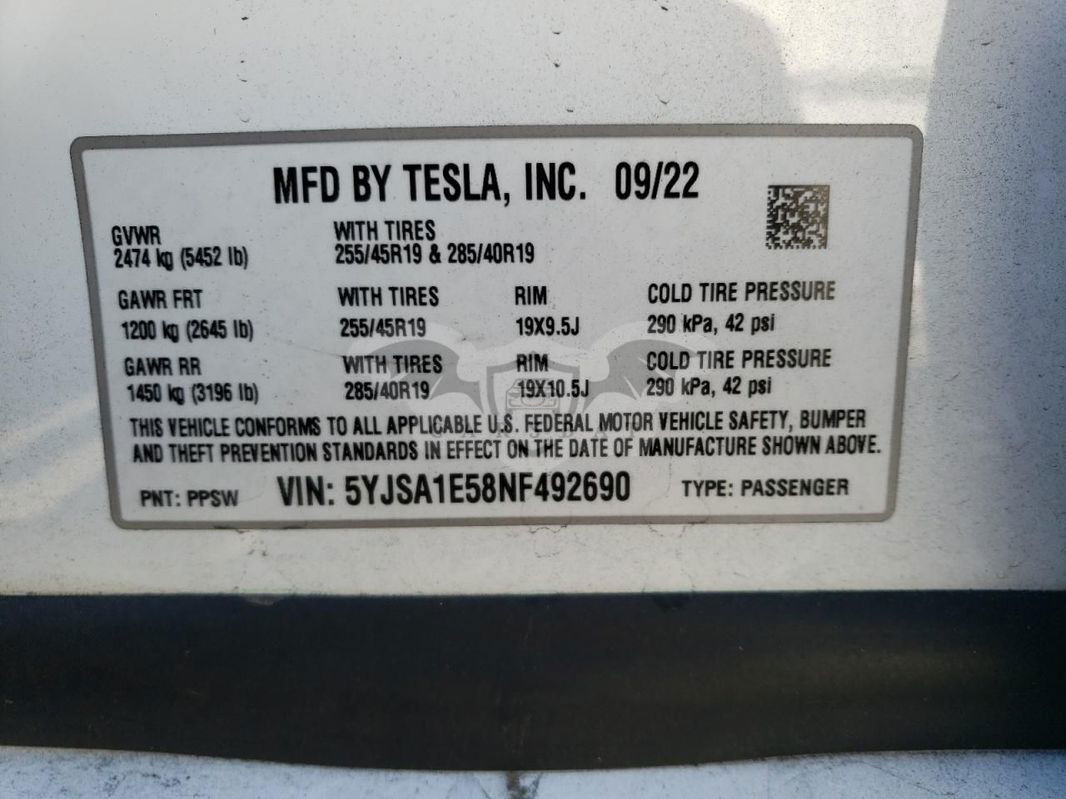 MFD BY TESLA, INC. 09/22
GVWR WITH TIRES
2474 kg (5452 lb) 255/45R19 & 285/40R19
GAWR FRT WITH TIRES RIM COLD TIRE PRESSURE
1200 kg (2645 lb) 255/45R19 19X9.5J 290 kPa, 42 psi
GAWR RR WITH TIRES RIM COLD TIRE PRESSURE
1450 kg (3196 lb) 285/40R19 19X10.5J 290 kPa, 42 psi
THIS VEHICLE CONFORMS TO ALL APPLICABLE U.S. FEDERAL MOTOR VEHICLE SAFETY, BUMPER
AND THEFT PREVENTION STANDARDS IN EFFECT ON THE DATE OF MANUFACTURE SHOWN ABOVE.
PNT: PPSW VIN: 5YJSA1E58NF492690 TYPE: PASSENGER